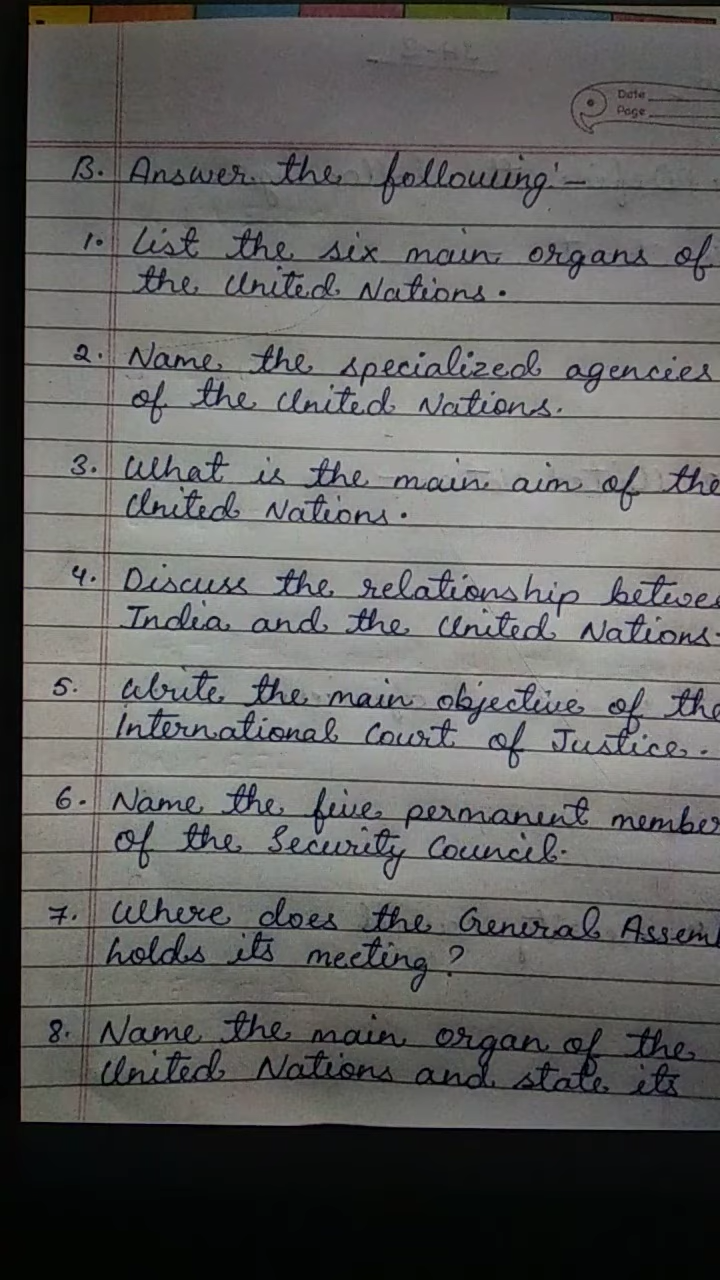 Date
Page
B. Answer the following:-
1. List the six main organs of
the United Nations.
2. Name the specialized agencies
of the United Nations.
3. What is the main aim of the
United Nations.
4. Discuss the relationship betwee
India and the United Nations.
5. Write the main objective of the
International Court of Justice.
6. Name the five permanent member
of the Security Council.
7. Where does the General Assem
holds its meeting?
8. Name the main organ of the
United Nations and state its